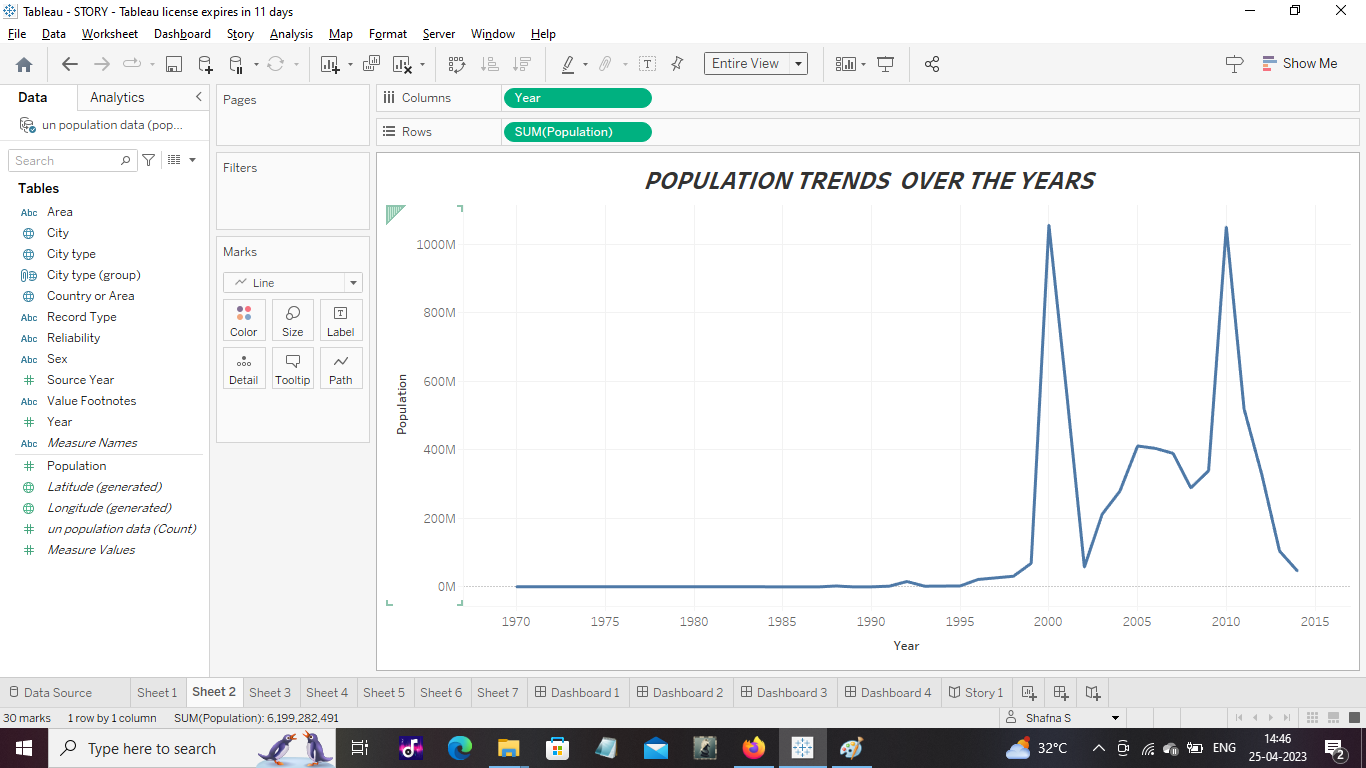 Tableau - STORY - Tableau license expires in 11 days
File Data Worksheet Dashboard Story Analysis Map Format Server Window Help
Entire View
Show Me
Data Analytics
un population data (pop...
Search
Tables
Abc Area
City
City type
City type (group)
Country or Area
Abc Record Type
Abc Reliability
Abc Sex
# Source Year
Abc Value Footnotes
# Year
Abc Measure Names
# Population
Latitude (generated)
Longitude (generated)
# un population data (Count)
# Measure Values
Pages
Filters
Marks
Line
Color Size Label
Detail Tooltip Path
Columns Year
Rows SUM(Population)
POPULATION TRENDS OVER THE YEARS
1000M
800M
600M
400M
200M
0M
Population
1970 1975 1980 1985 1990 1995 2000 2005 2010 2015
Year
Data Source Sheet 1 Sheet 2 Sheet 3 Sheet 4 Sheet 5 Sheet 6 Sheet 7 Dashboard 1 Dashboard 2 Dashboard 3 Dashboard 4 Story 1
30 marks 1 row by 1 column SUM(Population): 6,199,282,491 Shafna S
Type here to search 32°C ENG 14:46
25-04-2023 2